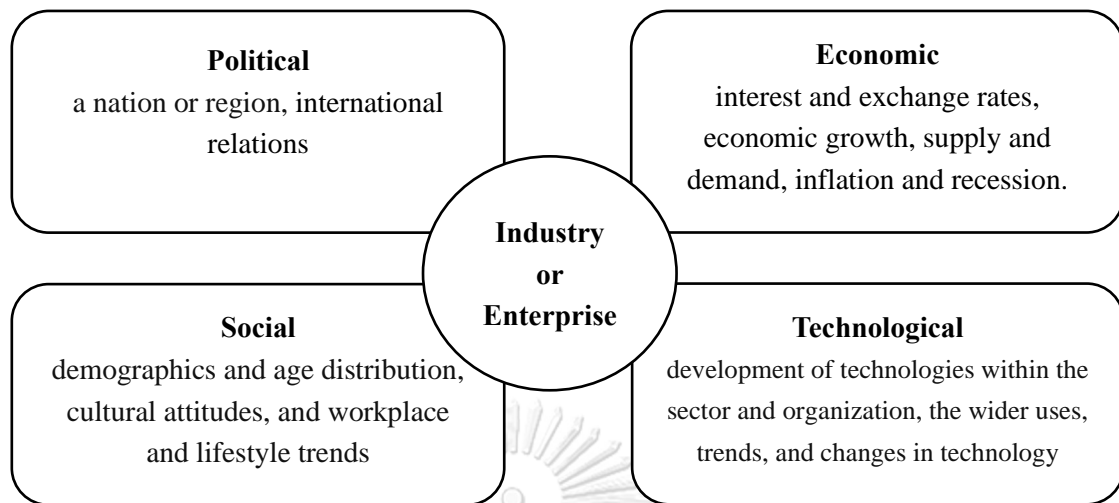 Political
a nation or region, international
relations
Economic
interest and exchange rates,
economic growth, supply and
demand, inflation and recession.
Industry
or
Enterprise
Social
demographics and age distribution,
cultural attitudes, and workplace
and lifestyle trends
Technological
development of technologies within the
sector and organization, the wider uses,
trends, and changes in technology